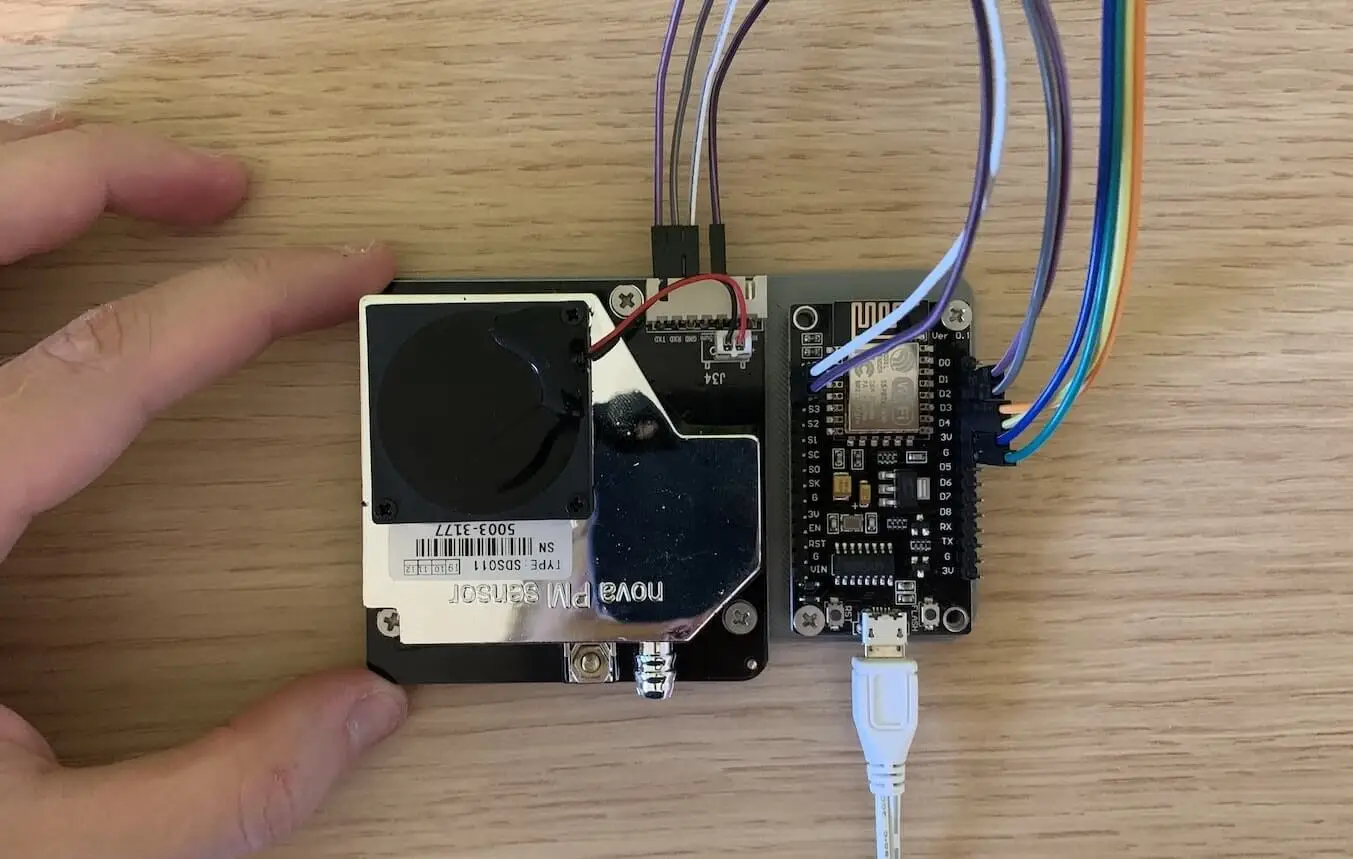 TXD
RXD
GND
J34
nova PM sensor
TYPE: SDS011
SN
5003-3177
Ver 0.1
S3
S2
S1
SC
SO
SK
G
3V
EN
RST
G
VIN
D0
D1
D2
D3
D4
3V
G
D5
D6
D7
D8
RX
TX
G
3V
RST
FLASH